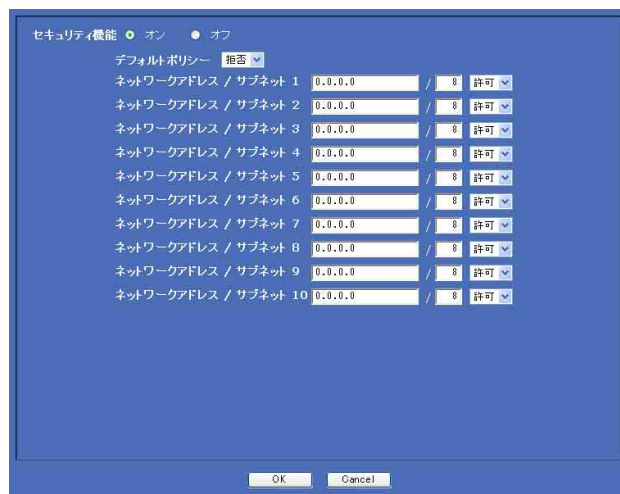 セキュリティ機能 オン オフ
デフォルトポリシー 拒否
ネットワークアドレス / サブネット 1 0.0.0.0 / 8 許可
ネットワークアドレス / サブネット 2 0.0.0.0 / 8 許可
ネットワークアドレス / サブネット 3 0.0.0.0 / 8 許可
ネットワークアドレス / サブネット 4 0.0.0.0 / 8 許可
ネットワークアドレス / サブネット 5 0.0.0.0 / 8 許可
ネットワークアドレス / サブネット 6 0.0.0.0 / 8 許可
ネットワークアドレス / サブネット 7 0.0.0.0 / 8 許可
ネットワークアドレス / サブネット 8 0.0.0.0 / 8 許可
ネットワークアドレス / サブネット 9 0.0.0.0 / 8 許可
ネットワークアドレス / サブネット 10 0.0.0.0 / 8 許可
OK Cancel